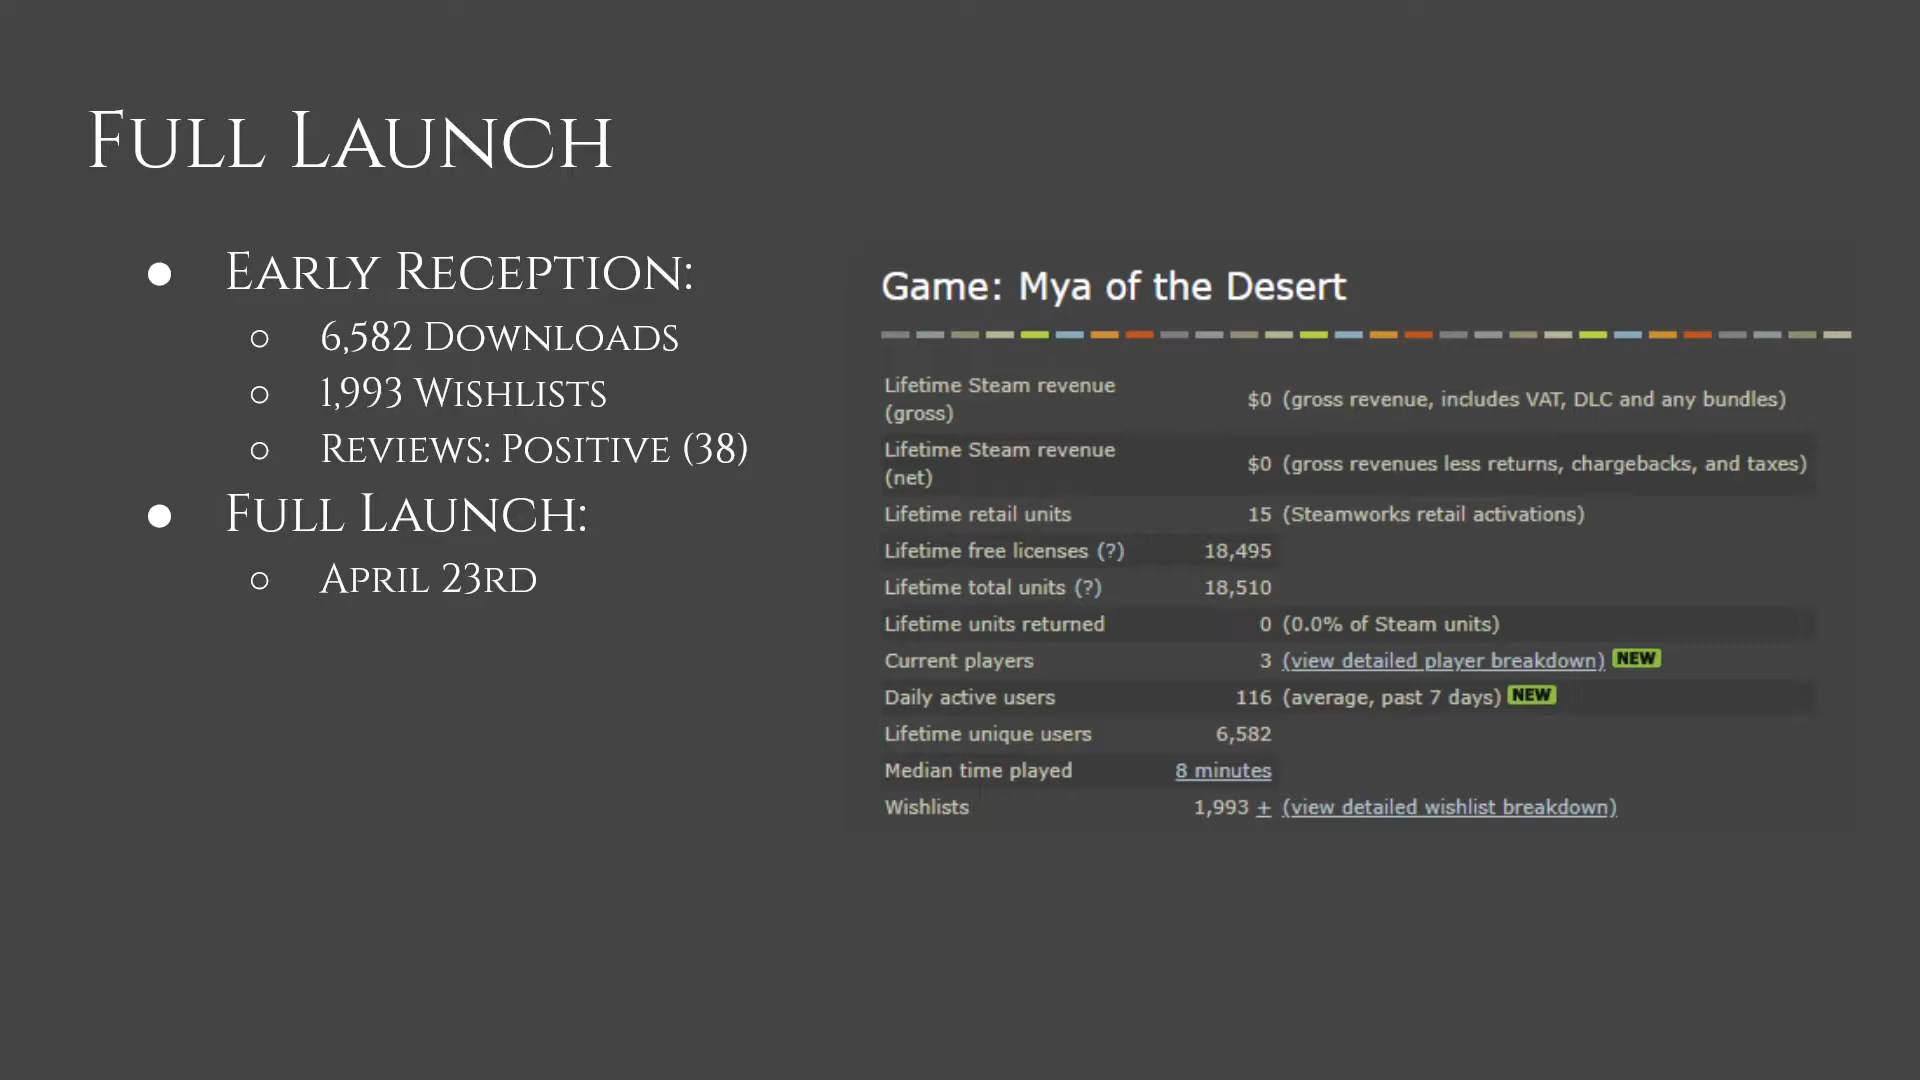 Full Launch
● Early Reception:
○ 6,582 Downloads
○ 1,993 Wishlists
○ Reviews: Positive (38)
● Full Launch:
○ April 23rd
Game: Mya of the Desert
Lifetime Steam revenue
(gross)
$0 (gross revenue, includes VAT, DLC and any bundles)
Lifetime Steam revenue
(net)
$0 (gross revenues less returns, chargebacks, and taxes)
Lifetime retail units 15 (Steamworks retail activations)
Lifetime free licenses (?) 18,495
Lifetime total units (?) 18,510
Lifetime units returned 0 (0.0% of Steam units)
Current players 3 (view detailed player breakdown) NEW
Daily active users 116 (average, past 7 days) NEW
Lifetime unique users 6,582
Median time played 8 minutes
Wishlists 1,993 + (view detailed wishlist breakdown)